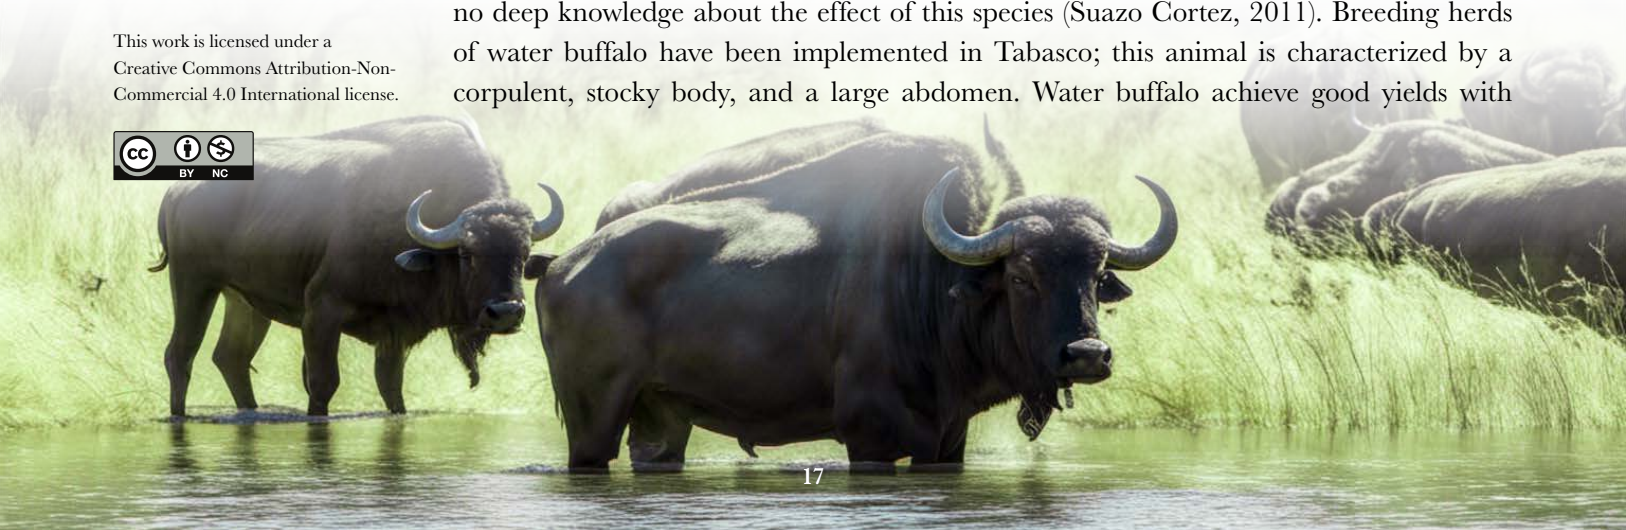 This work is licensed under a
Creative Commons Attribution-Non-
Commercial 4.0 International license.
cc
BY NC
no deep knowledge about the effect of this species (Suazo Cortez, 2011). Breeding herds
of water buffalo have been implemented in Tabasco; this animal is characterized by a
corpulent, stocky body, and a large abdomen. Water buffalo achieve good yields with
17